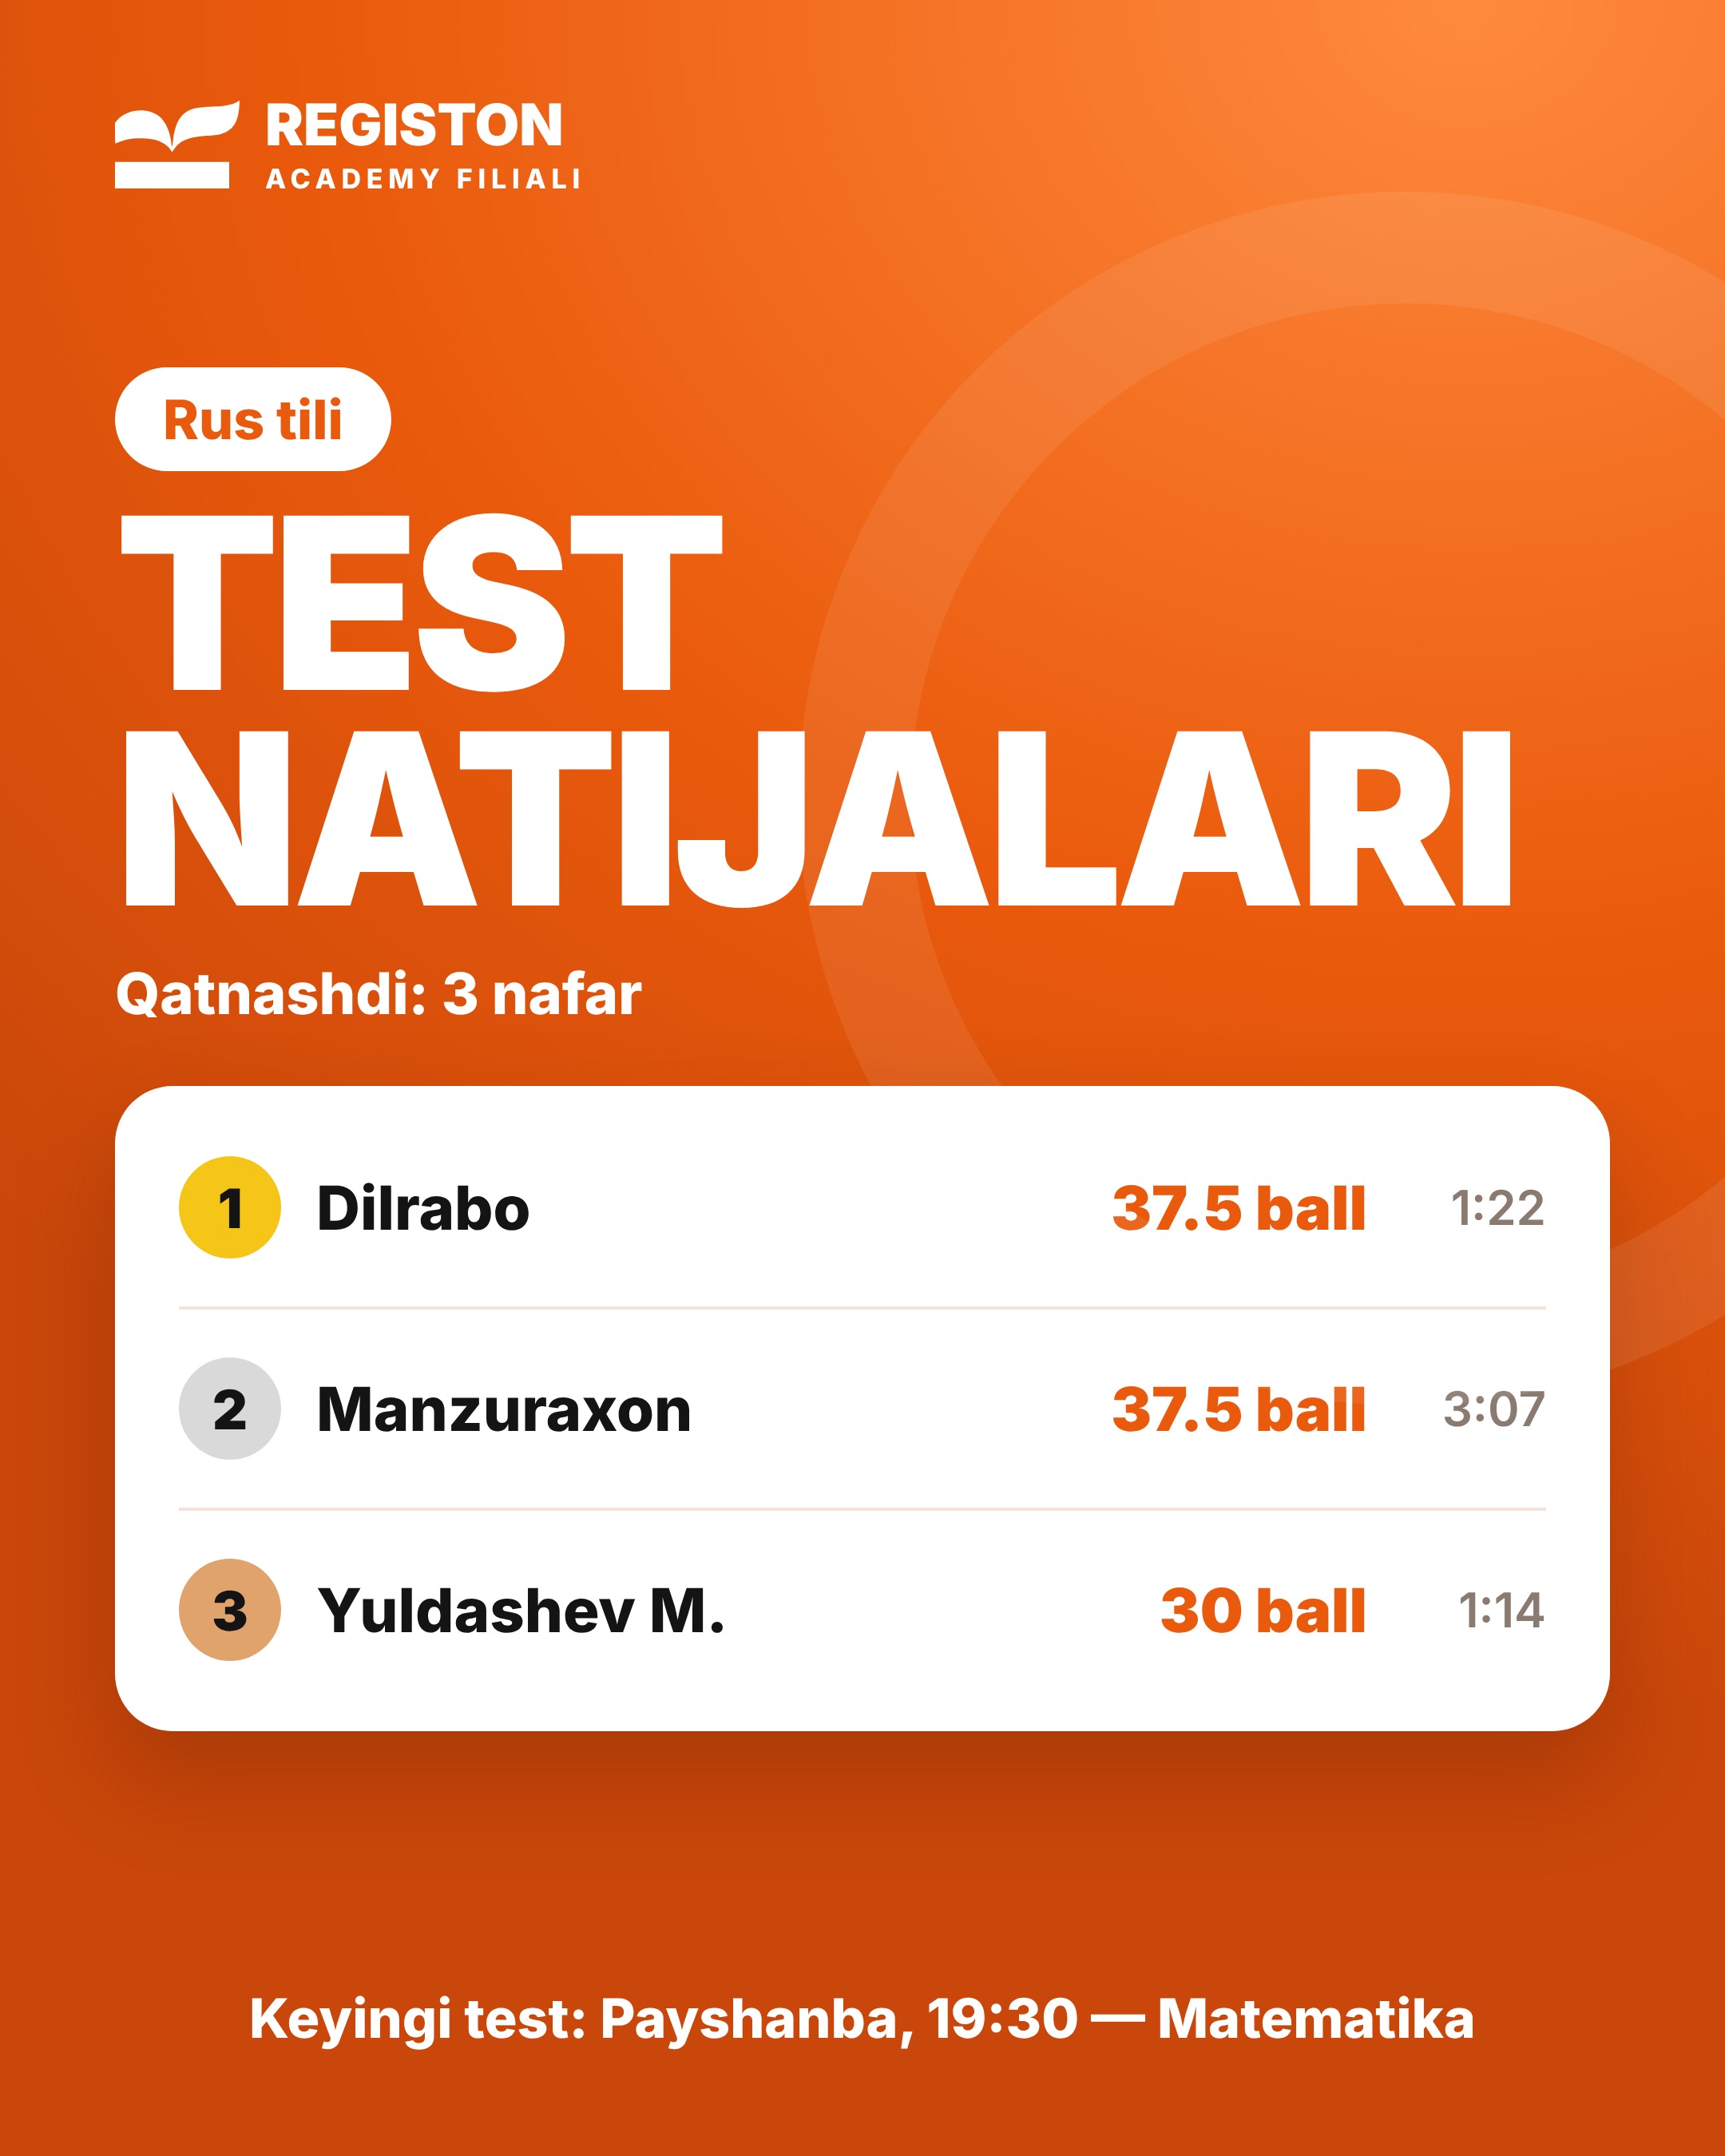 REGISTON
ACADEMY FILIALI
Rus tili
TEST
NATIJALARI
Qatnashdi: 3 nafar
1 Dilrabo 37.5 ball 1:22
2 Manzuraxon 37.5 ball 3:07
3 Yuldashev M. 30 ball 1:14
Keyingi test: Payshanba, 19:30 — Matematika